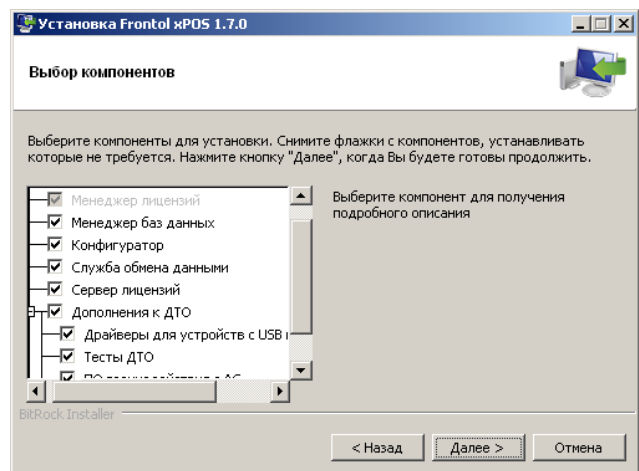 Установка Frontol xPOS 1.7.0
Выбор компонентов
Выберите компоненты для установки. Снимите флажки с компонентов, устанавливать
которые не требуется. Нажмите кнопку "Далее", когда Вы будете готовы продолжить.
Менеджер лицензий
Менеджер баз данных
Конфигуратор
Служба обмена данными
Сервер лицензий
Дополнения к ДТО
Драйверы для устройств с USB
Тесты ДТО
Выберите компонент для получения
подробного описания
BitRock Installer
< Назад
Далее >
Отмена